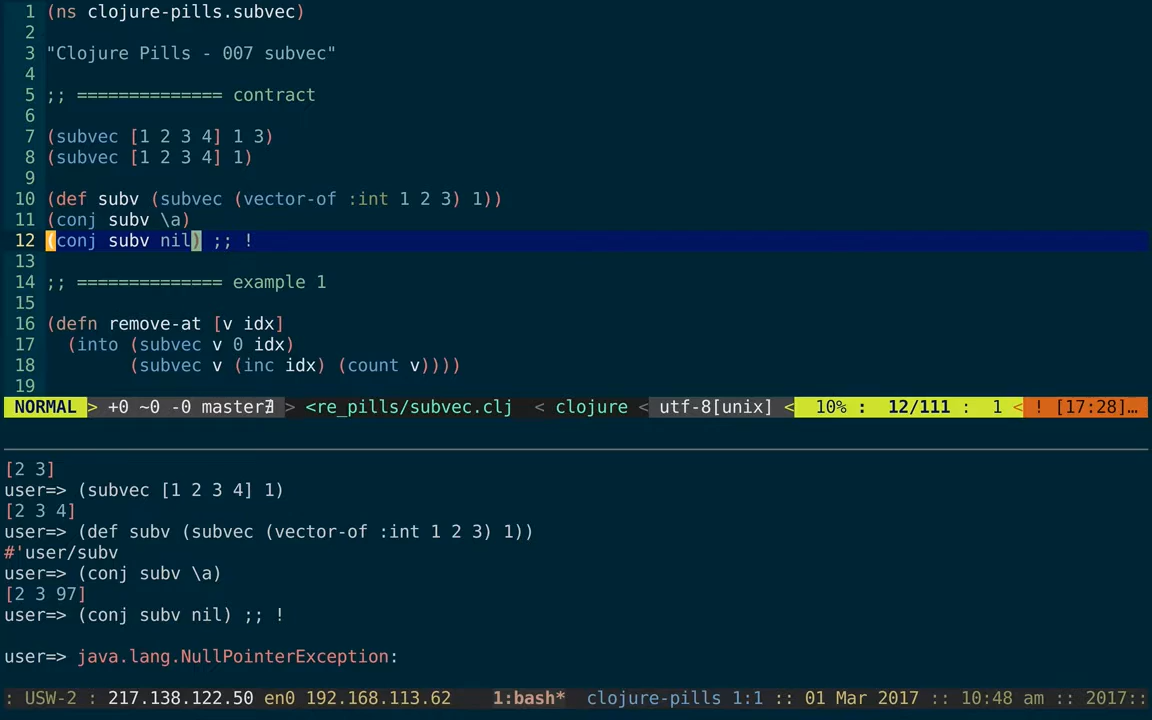 1 (ns clojure-pills.subvec)
2
3 "Clojure Pills - 007 subvec"
4
5 ;; ============== contract
6
7 (subvec [1 2 3 4] 1 3)
8 (subvec [1 2 3 4] 1)
9
10 (def subv (subvec (vector-of :int 1 2 3) 1))
11 (conj subv \a)
12 (conj subv nil) ;; !
13
14 ;; ============== example 1
15
16 (defn remove-at [v idx]
17   (into (subvec v 0 idx)
18         (subvec v (inc idx) (count v))))
19
NORMAL > +0 ~0 -0 master∄ > <re_pills/subvec.clj < clojure < utf-8[unix] < 10% : 12/111 : 1 < ! [17:28]…
[2 3]
user=> (subvec [1 2 3 4] 1)
[2 3 4]
user=> (def subv (subvec (vector-of :int 1 2 3) 1))
#'user/subv
user=> (conj subv \a)
[2 3 97]
user=> (conj subv nil) ;; !
user=> java.lang.NullPointerException:
: USW-2 : 217.138.122.50 en0 192.168.113.62 1:bash* clojure-pills 1:1 :: 01 Mar 2017 :: 10:48 am :: 2017::